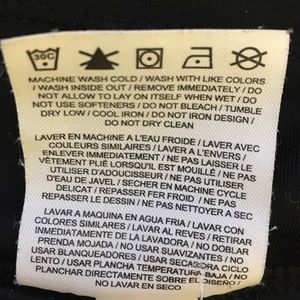 30C
MACHINE WASH COLD / WASH WITH LIKE COLORS
/ WASH INSIDE OUT / REMOVE IMMEDIATELY / DO
NOT ALLOW TO LAY ON ITSELF WHEN WET / DO
NOT USE SOFTENERS / DO NOT BLEACH / TUMBLE
DRY LOW / COOL IRON / DO NOT IRON DESIGN /
DO NOT DRY CLEAN
LAVER EN MACHINE A L'EAU FROIDE / LAVER AVEC
COULEURS SIMILAIRES / LAVER A L'ENVERS /
ENLEVER IMMEDIATEMENT / NE PAS LAISSER LE
VÊTEMENT PLIÉ LORSQU'IL EST MOUILLÉ / NE PAS
UTILISER D'ADOUCISSEUR / NE PAS UTILISER
D'EAU DE JAVEL / SECHER EN MACHINE CYCLE
DELICAT / REPASSER FER FROID / NE PAS
REPASSER LE DESSIN / NE PAS NETTOYER A SEC
LAVAR A MAQUINA EN AGUA FRIA / LAVAR CON
COLORES SIMILARES / LAVAR AL REVES / RETIRAR
INMEDIATAMENTE DE LA LAVADORA / NO DOBLAR
PRENDA MOJADA / NO USAR SUAVIZANTES / NO
USAR BLANQUEADORES / USAR SECADORA CICLO
LENTO / USAR PLANCHA TEMPERATURA BAJA / NO
PLANCHAR DIRECTAMENTE SOBRE EL DISEÑO /